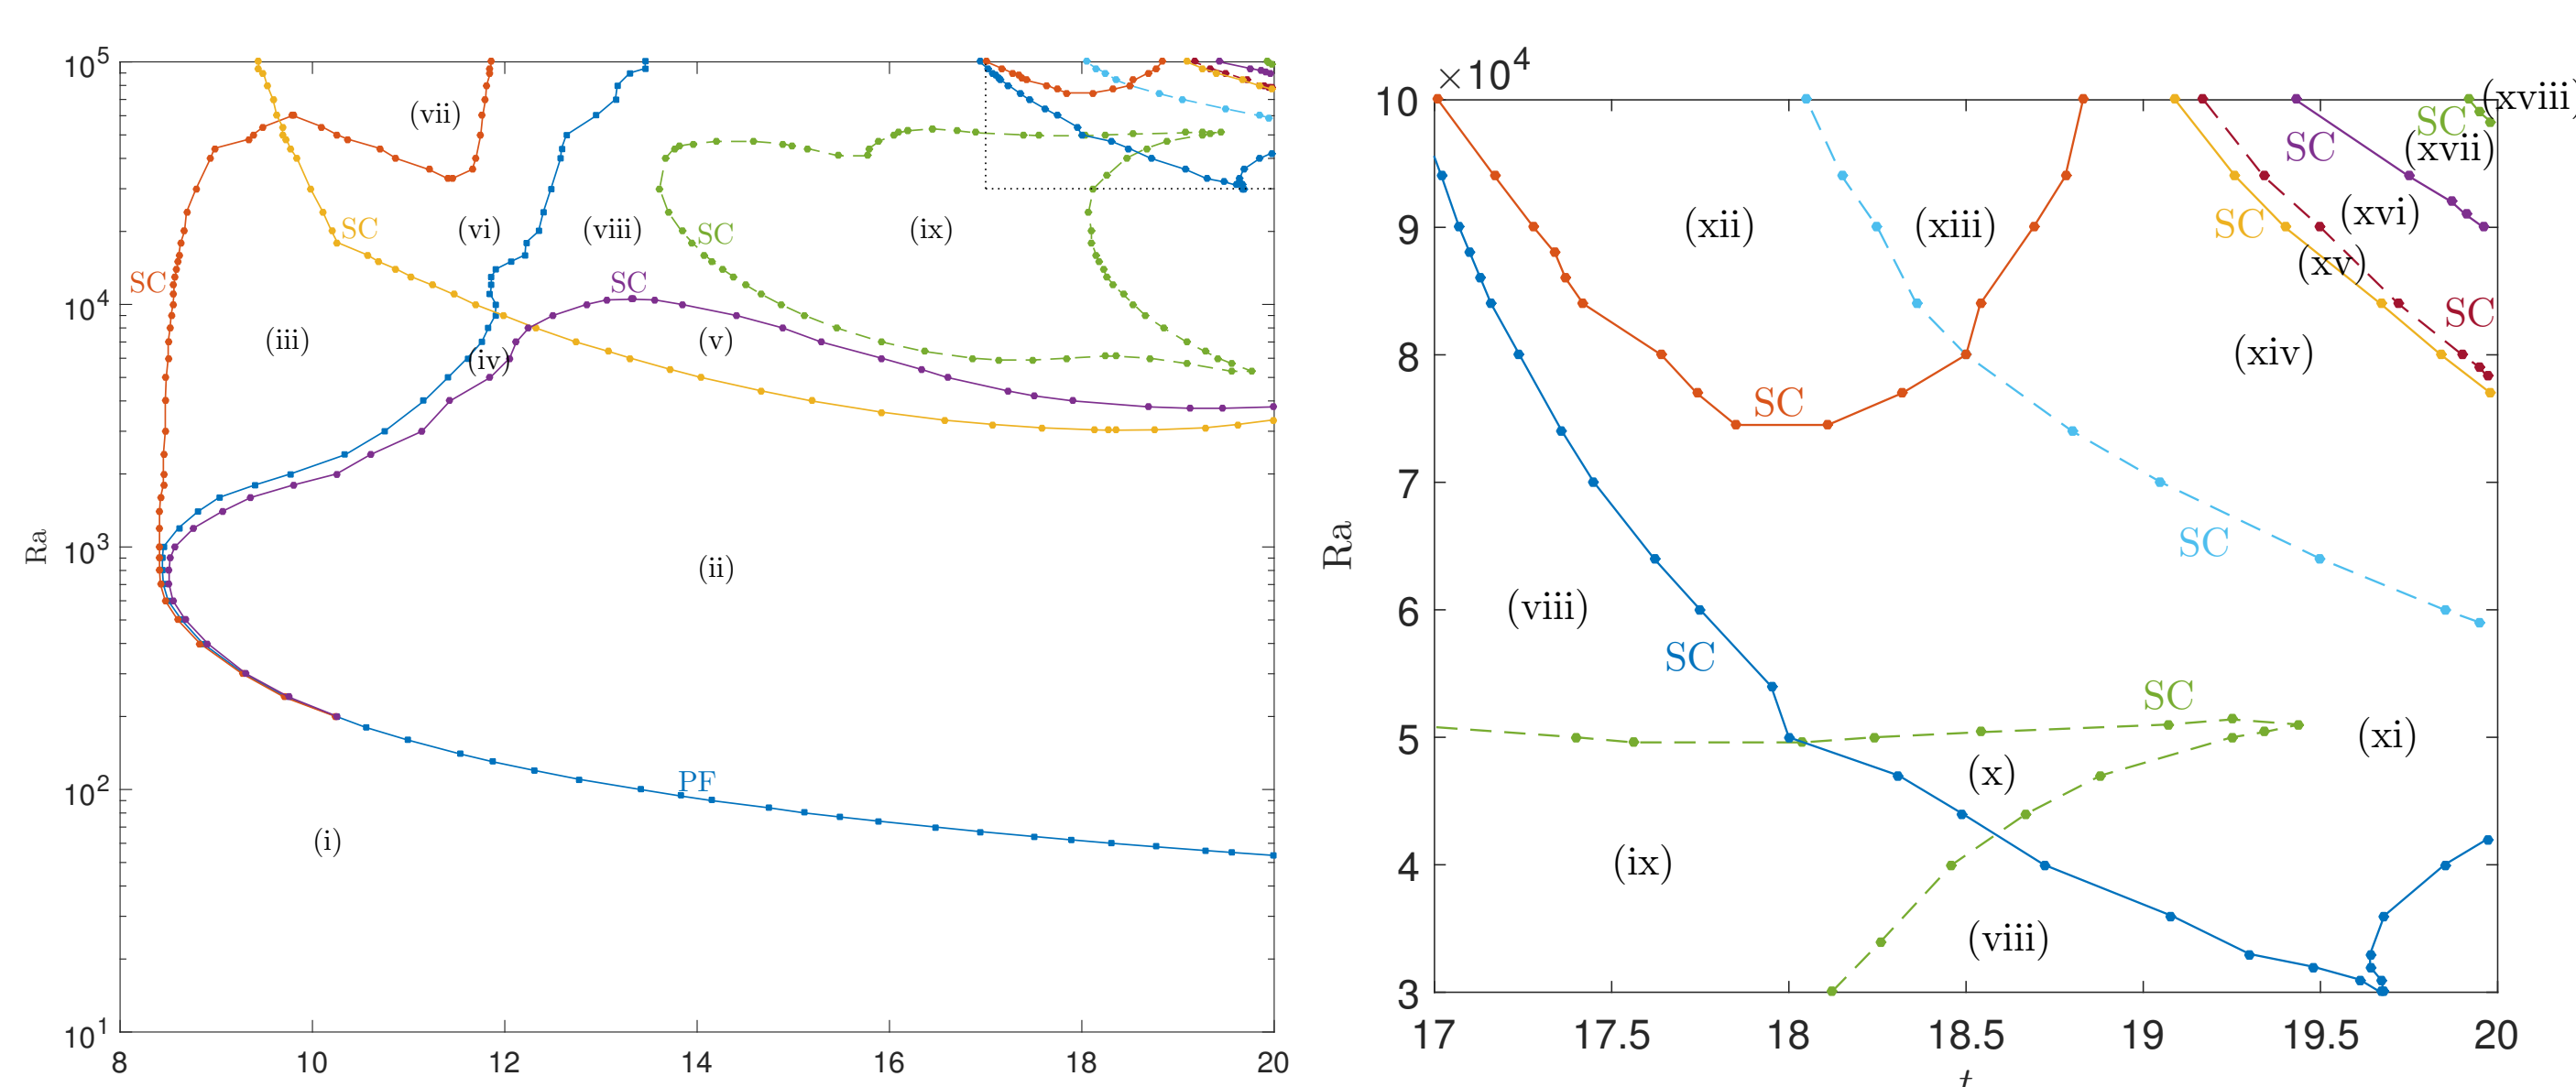 10^5
10^4
10^3
10^2
10^1
Ra
8
10
12
14
16
18
20
(vii)
SC
(vi)
(viii)
SC
(ix)
SC
SC
(iii)
(iv)
(v)
(ii)
PF
(i)
×10^4
10
9
8
7
6
5
4
3
Ra
17
17.5
18
18.5
19
19.5
20
t
(xviii)
SC
SC
(xvii)
(xii)
(xiii)
SC
(xvi)
(xv)
SC
(xiv)
SC
SC
(viii)
SC
SC
(xi)
(x)
(ix)
(viii)